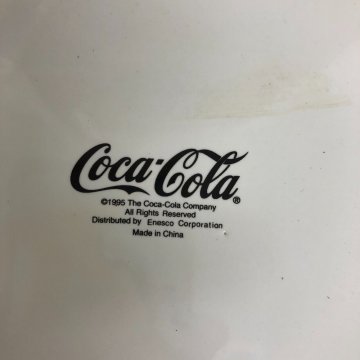 Coca-Cola®
©1995 The Coca-Cola Company
All Rights Reserved
Distributed by Enesco Corporation
Made in China